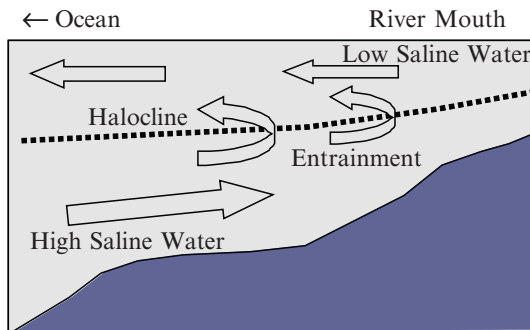 ← Ocean
River Mouth
Low Saline Water
Halocline
Entrainment
High Saline Water